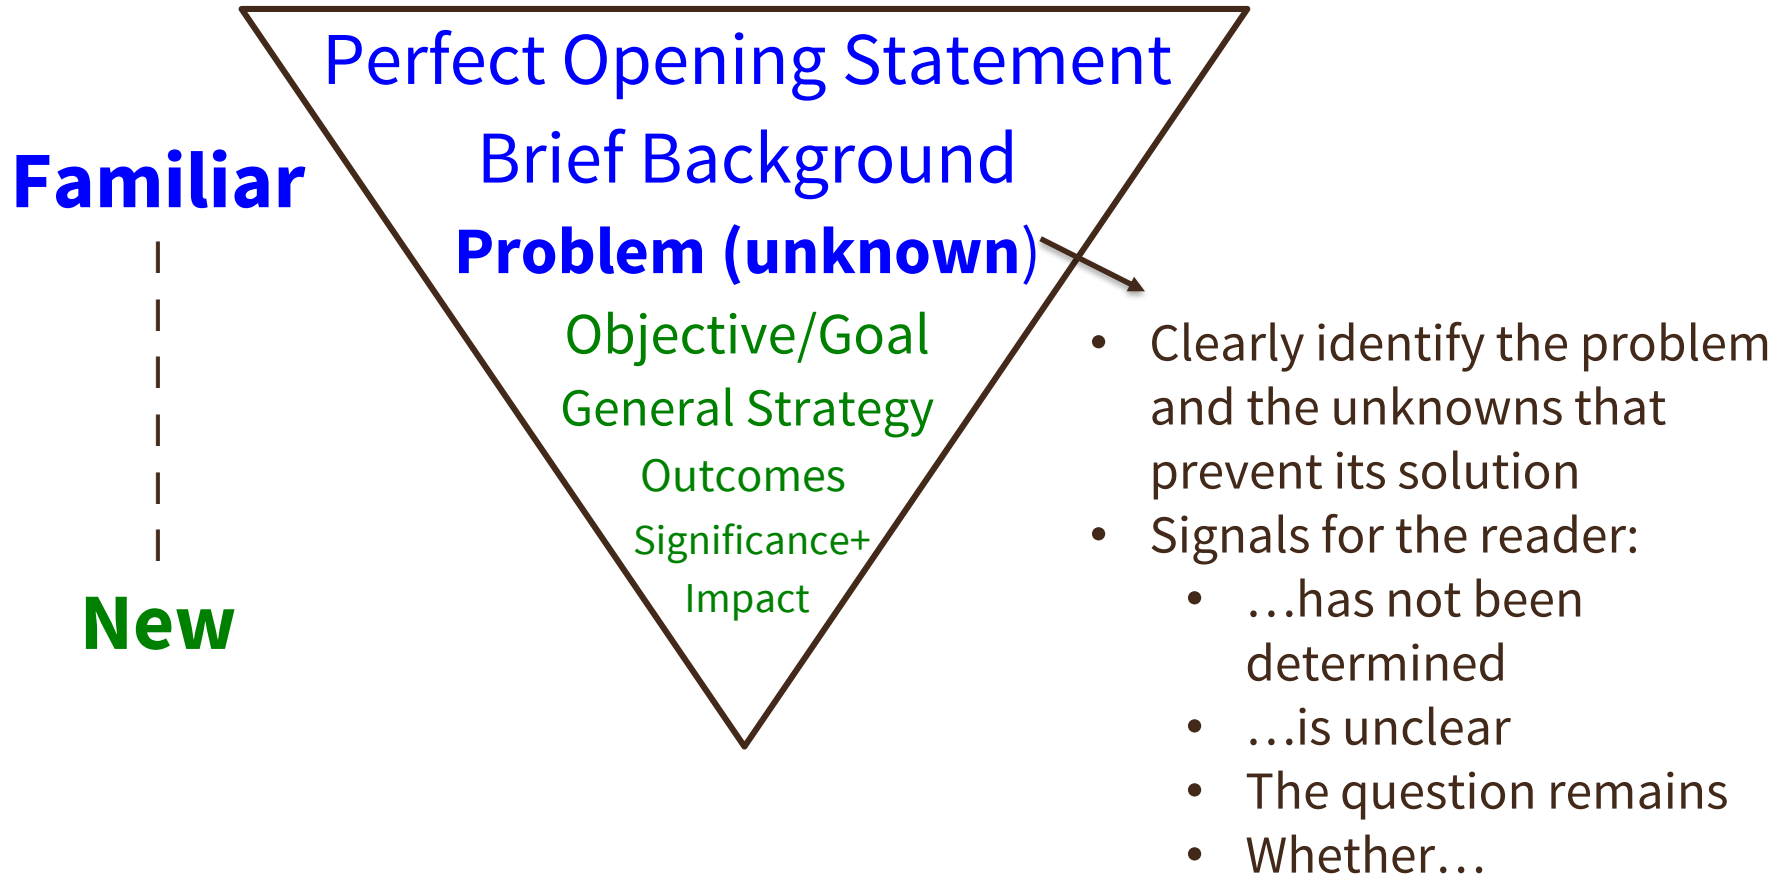 Perfect Opening Statement
Brief Background
Familiar
Problem (unknown)
Objective/Goal
General Strategy
Outcomes
Significance+
Impact
New
• Clearly identify the problem
and the unknowns that
prevent its solution
• Signals for the reader:
• …has not been
determined
• …is unclear
• The question remains
• Whether…